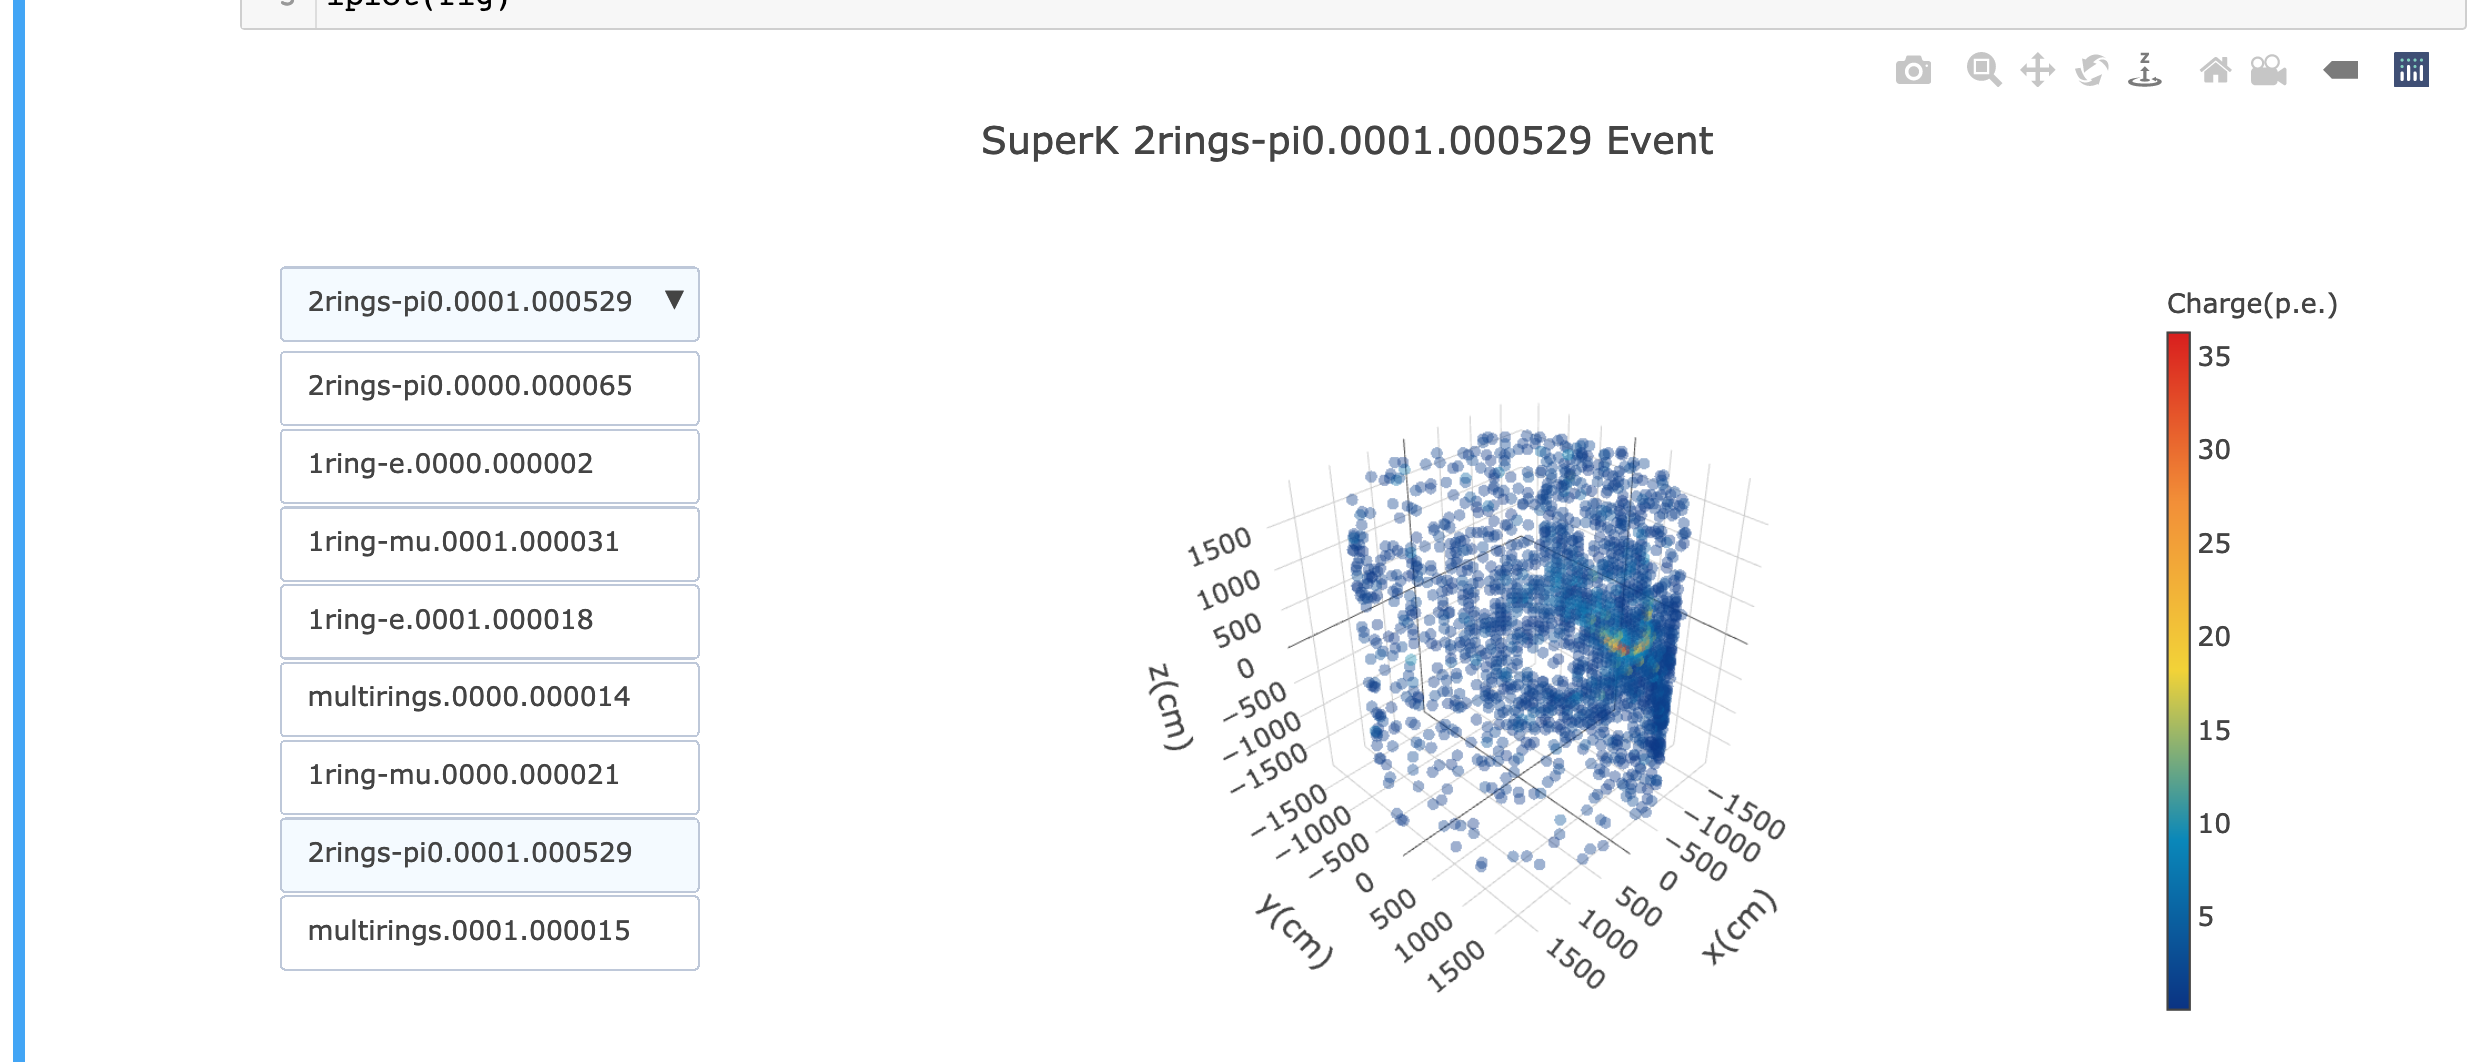 5 iplot(fig)
z
SuperK 2rings-pi0.0001.000529 Event
2rings-pi0.0001.000529 ▼
2rings-pi0.0000.000065
1ring-e.0000.000002
1ring-mu.0001.000031
1ring-e.0001.000018
multirings.0000.000014
1ring-mu.0000.000021
2rings-pi0.0001.000529
multirings.0001.000015
1500
1000
500
0
−500
−1000
−1500
z(cm)
−1500
−1000
−500
0
500
1000
1500
y(cm)
−1500
−1000
−500
0
500
1000
1500
x(cm)
Charge(p.e.)
35
30
25
20
15
10
5